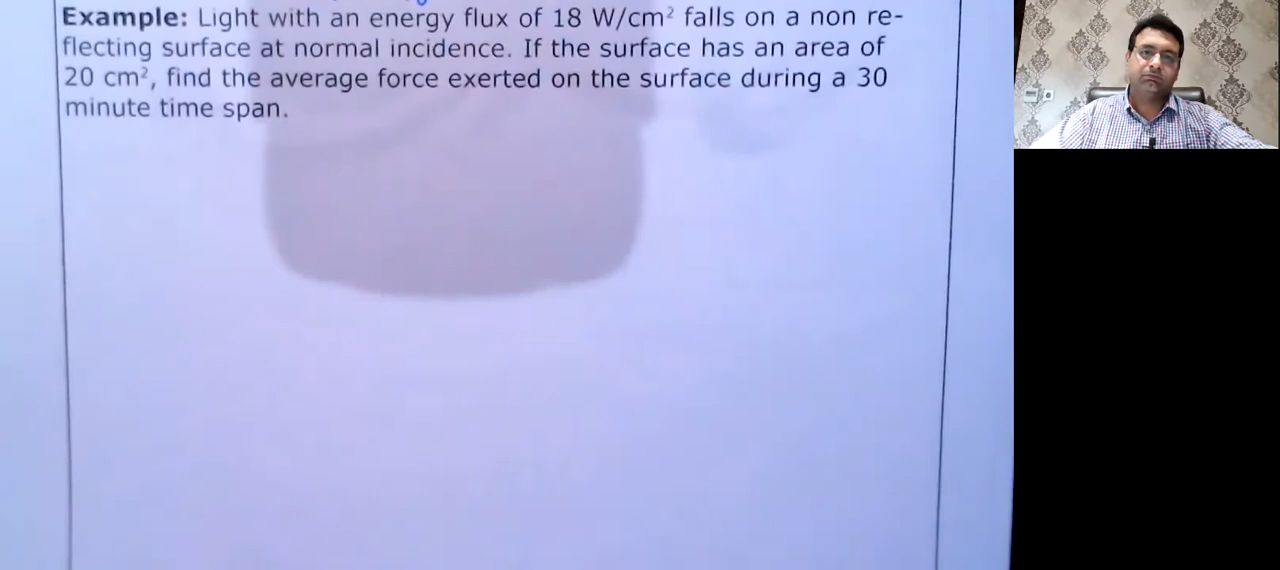 Example: Light with an energy flux of 18 W/cm² falls on a non re-
flecting surface at normal incidence. If the surface has an area of
20 cm², find the average force exerted on the surface during a 30
minute time span.